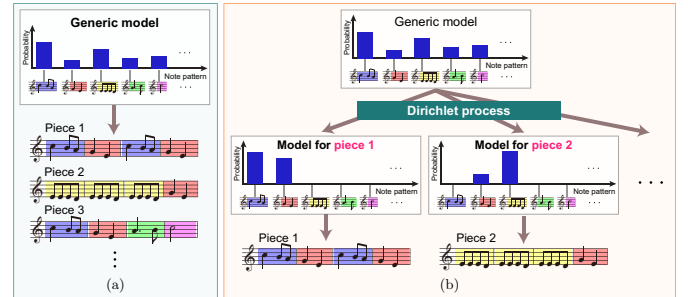 Generic model
Probability
Note pattern
. . .
. . .
Piece 1
Piece 2
Piece 3
(a)
Generic model
Probability
Note pattern
. . .
. . .
Dirichlet process
Model for piece 1
Probability
Note pattern
. . .
. . .
Model for piece 2
Probability
Note pattern
. . .
. . .
. . .
Piece 1
Piece 2
(b)